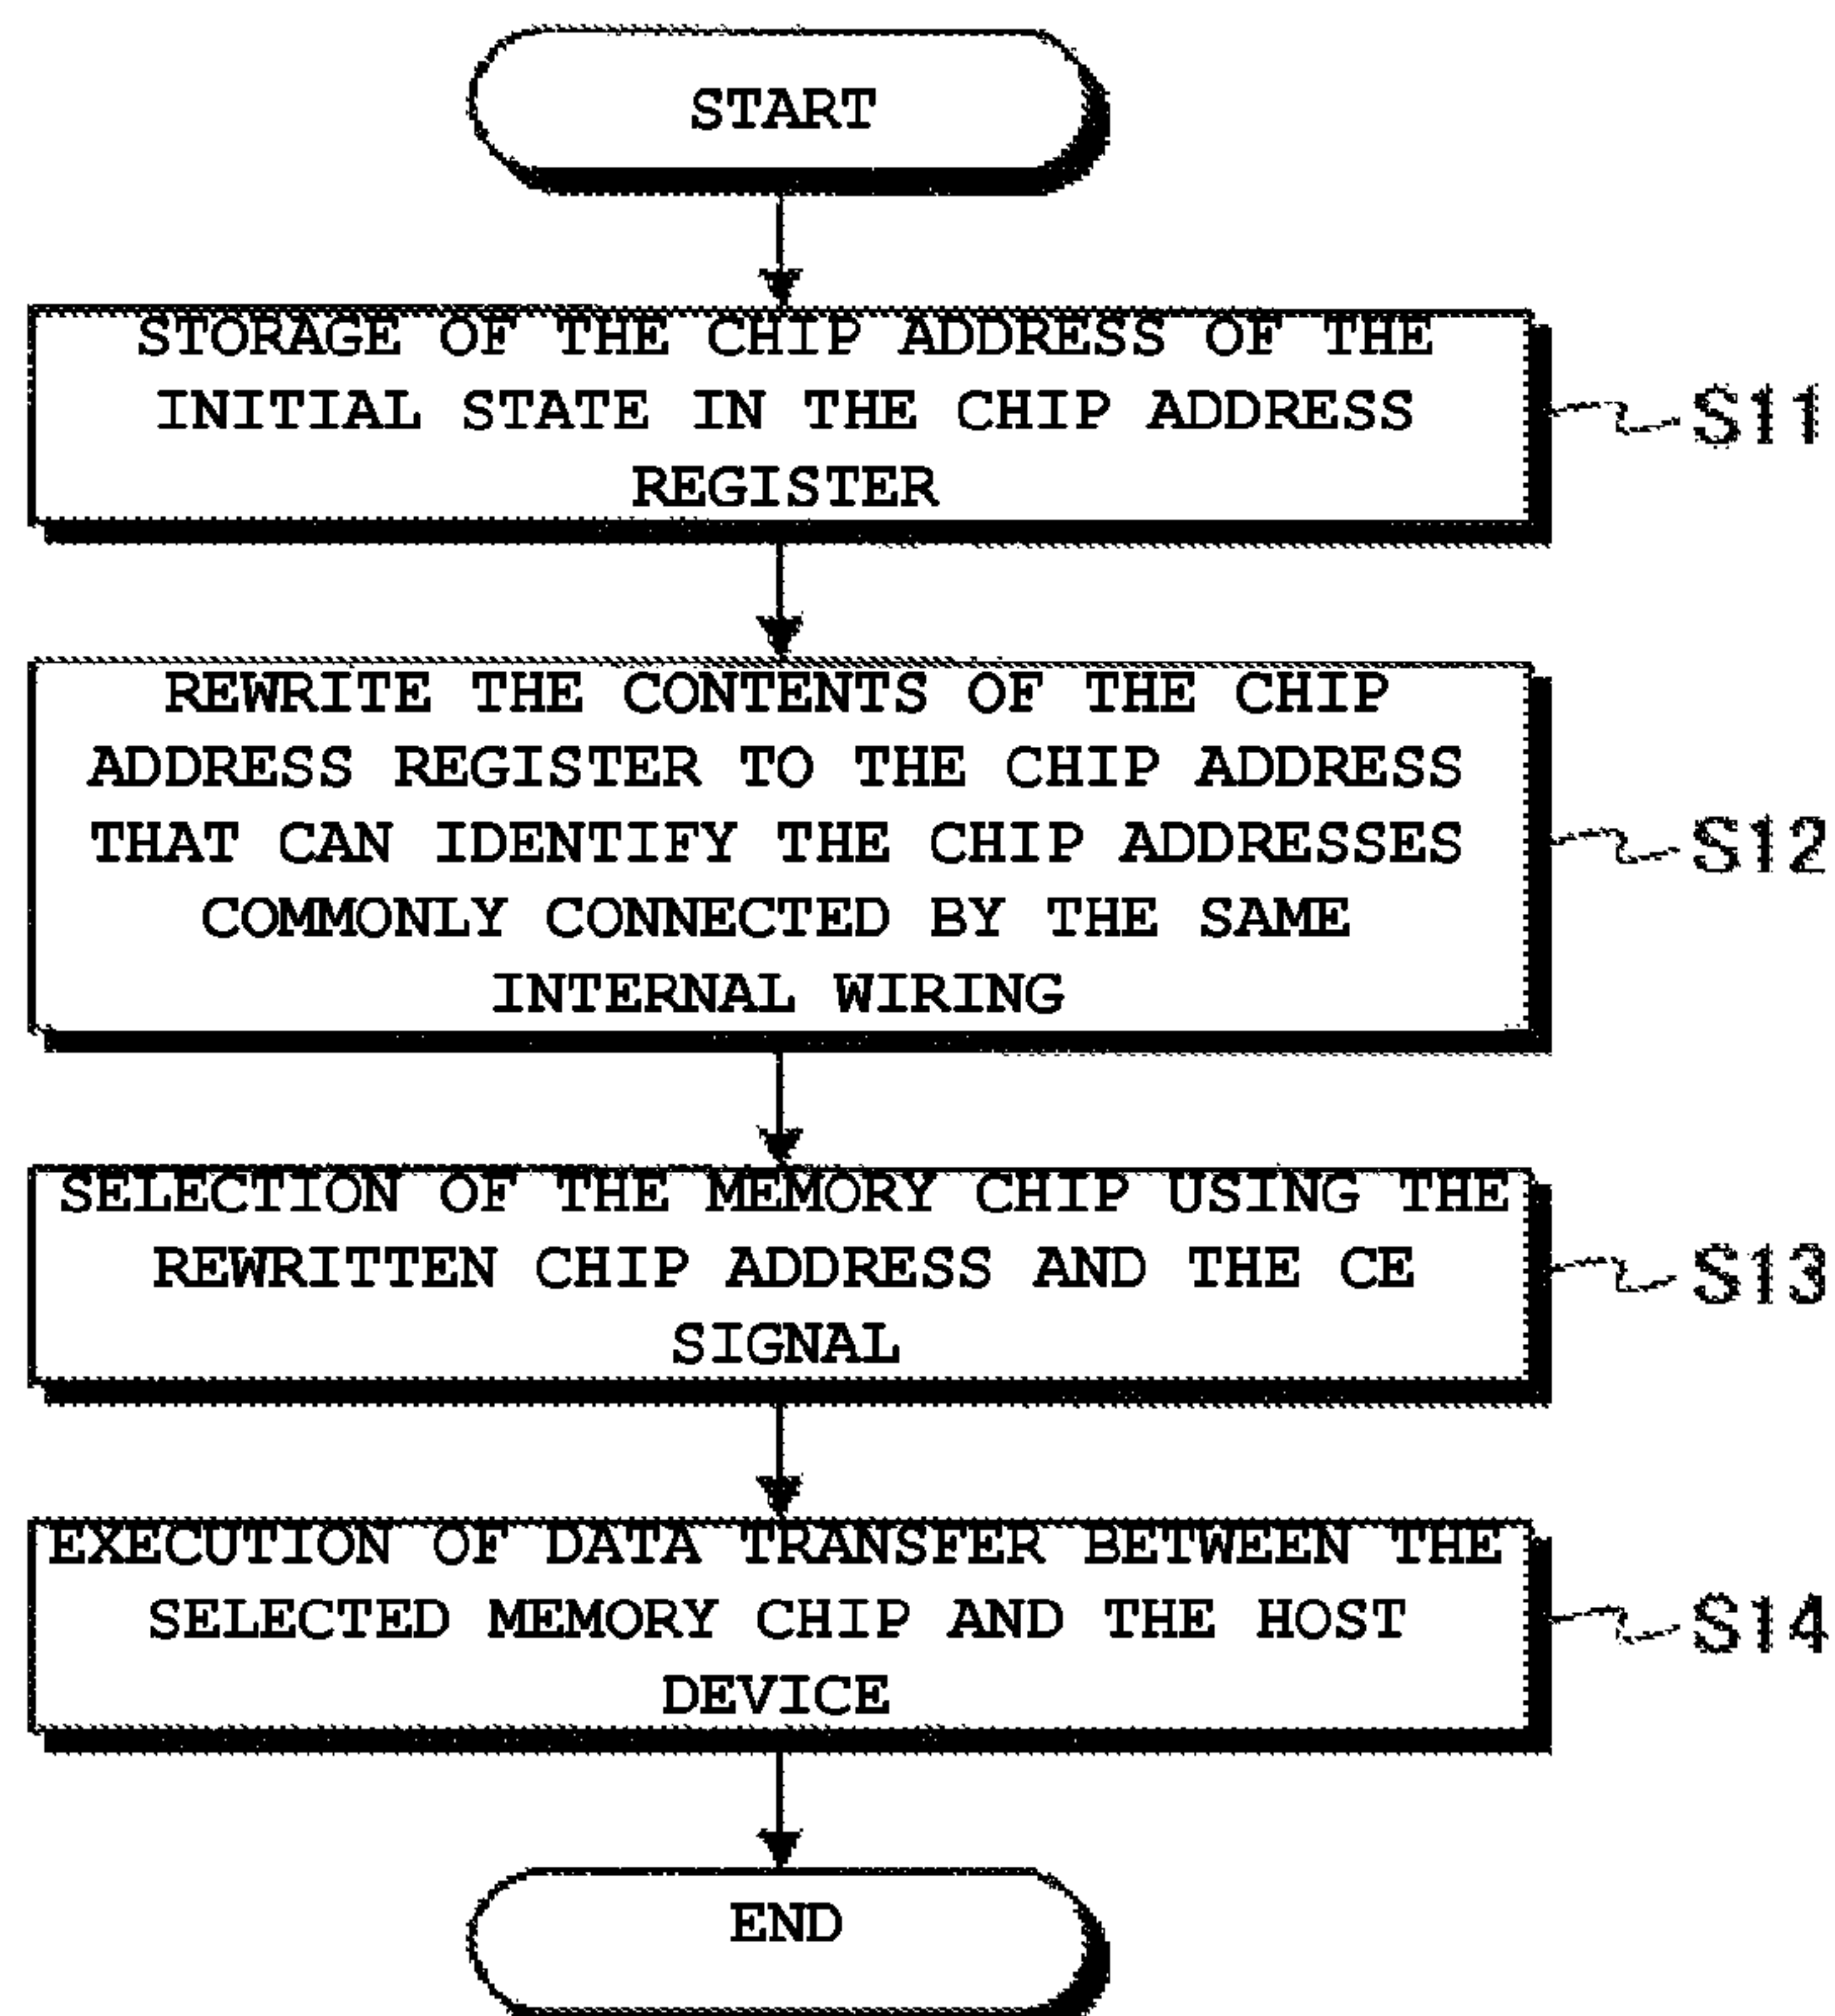 START
STORAGE OF THE CHIP ADDRESS OF THE
INITIAL STATE IN THE CHIP ADDRESS
REGISTER
S11
REWRITE THE CONTENTS OF THE CHIP
ADDRESS REGISTER TO THE CHIP ADDRESS
THAT CAN IDENTIFY THE CHIP ADDRESSES
COMMONLY CONNECTED BY THE SAME
INTERNAL WIRING
S12
SELECTION OF THE MEMORY CHIP USING THE
REWRITTEN CHIP ADDRESS AND THE CE
SIGNAL
S13
EXECUTION OF DATA TRANSFER BETWEEN THE
SELECTED MEMORY CHIP AND THE HOST
DEVICE
S14
END